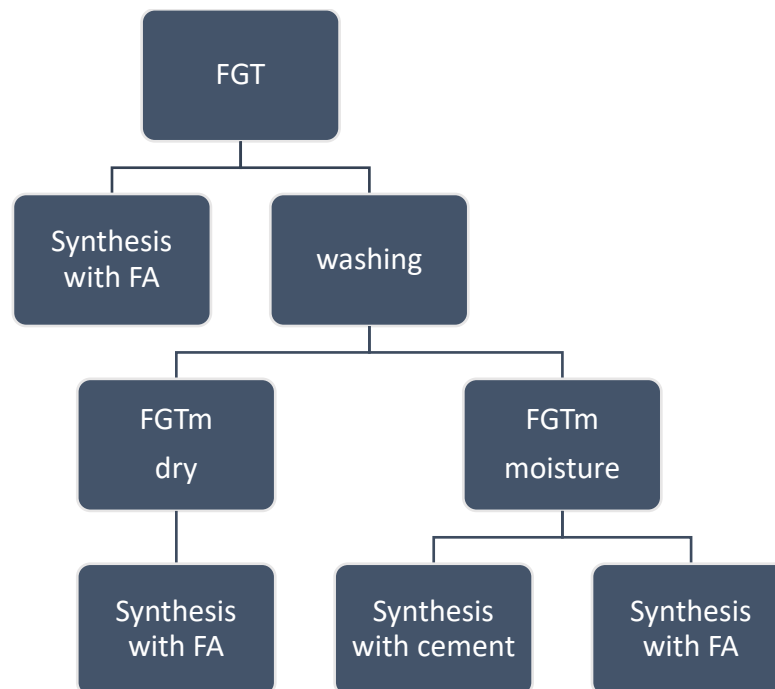 FGT
Synthesis
with FA
washing
FGTm
dry
FGTm
moisture
Synthesis
with FA
Synthesis
with cement
Synthesis
with FA